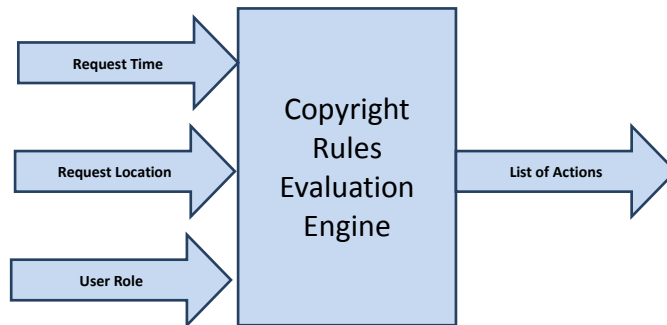 Request Time
Request Location
User Role
Copyright
Rules
Evaluation
Engine
List of Actions